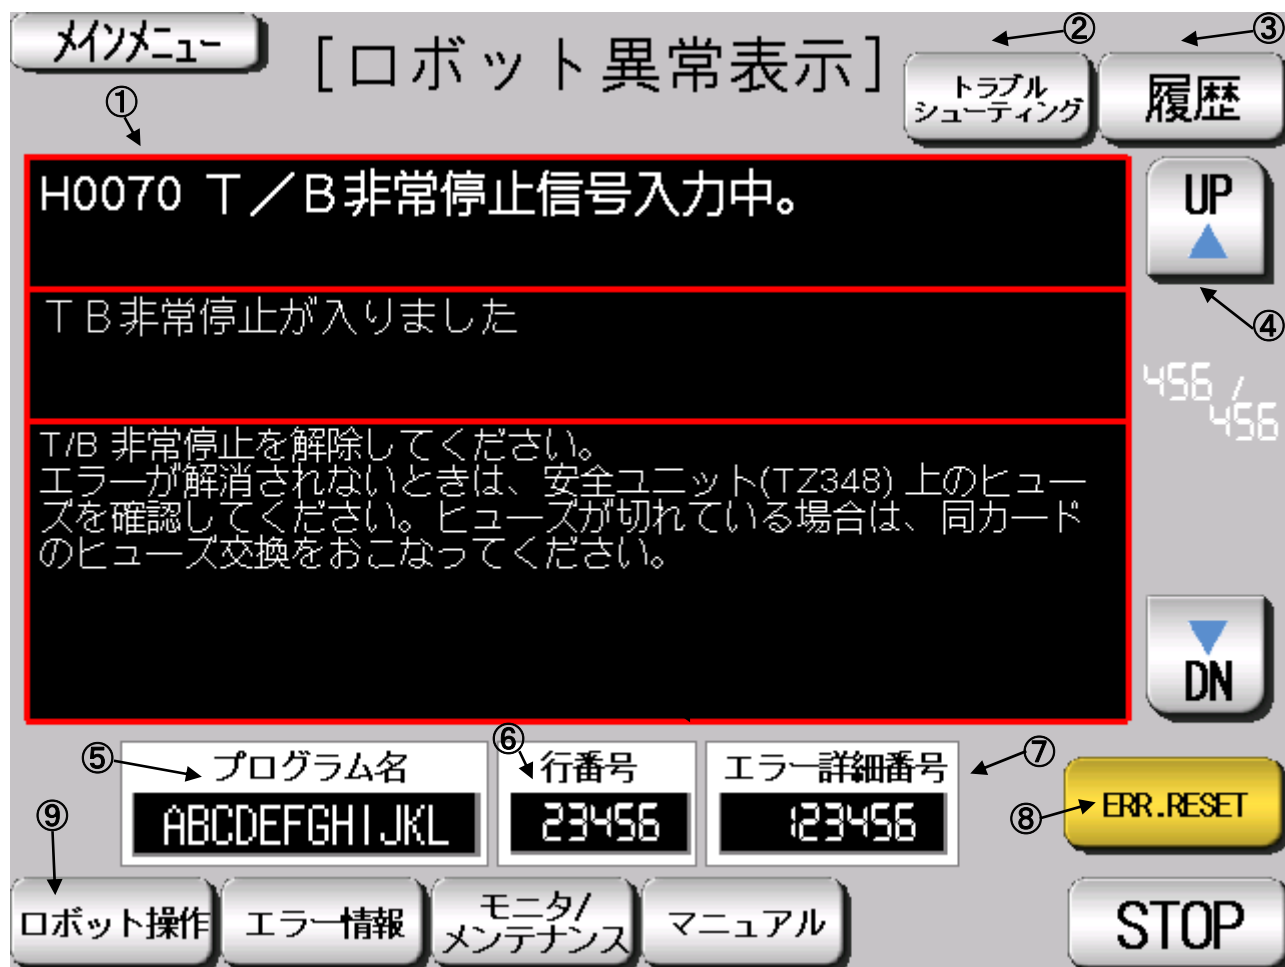 メインメニュー
[ロボット異常表示]
②
③
トラブル
シューティング
履歴
①
H0070 T／B非常停止信号入力中。
UP
TB非常停止が入りました
④
456 /
456
T/B 非常停止を解除してください。
エラーが解消されないときは、安全ユニット(TZ348) 上のヒュー
ズを確認してください。ヒューズが切れている場合は、同カード
のヒューズ交換をおこなってください。
DN
⑤
プログラム名
⑥
行番号
エラー詳細番号
⑦
ABCDEFGHIJKL
23456
123456
⑧
ERR.RESET
⑨
ロボット操作
エラー情報
モニタ/
メンテナンス
マニュアル
STOP